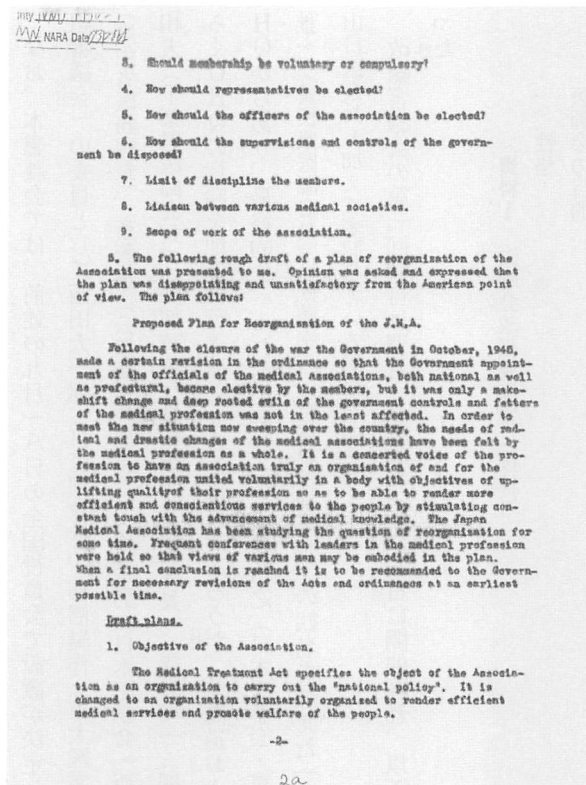 MW NARA Date
3. Should membership be voluntary or compulsory?
4. How should representatives be elected?
5. How should the officers of the association be elected?
6. How should the supervisions and controls of the govern-
ment be disposed?
7. Limit of discipline the members.
8. Liaison between various medical societies.
9. Scope of work of the association.
5. The following rough draft of a plan of reorganization of the
Association was presented to me. Opinion was asked and expressed that
the plan was disappointing and unsatisfactory from the American point
of view. The plan follows:
Proposed Plan for Reorganization of the J.M.A.
Following the closure of the war the Government in October, 1945,
made a certain revision in the ordinance so that the Government appoint-
ment of the officials of the medical associations, both national as well
as prefectural, became elective by the members, but it was only a make-
shift change and deep rooted evils of the government controls and fetters
of the medical profession was not in the least affected. In order to
meet the new situation now sweeping over the country, the needs of rad-
ical and drastic changes of the medical associations have been felt by
the medical profession as a whole. It is a concerted voice of the pro-
fession to have an association truly an organization of and for the
medical profession united voluntarily in a body with objectives of up-
lifting qualityof their profession so as to be able to render more
efficient and conscientious services to the people by stimulating con-
stant touch with the advancement of medical knowledge. The Japan
Medical Association has been studying the question of reorganization for
some time. Frequent conferences with leaders in the medical profession
were held so that views of various men may be embodied in the plan.
When a final conclusion is reached it is to be recommended to the Govern-
ment for necessary revisions of the Acts and ordinances at an earliest
possible time.
Draft plans.
1. Objective of the Association.
The Medical Treatment Act specifies the object of the Associa-
tion as an organization to carry out the "national policy". It is
changed to an organization voluntarily organized to render efficient
medical services and promote welfare of the people.
-2-
2a